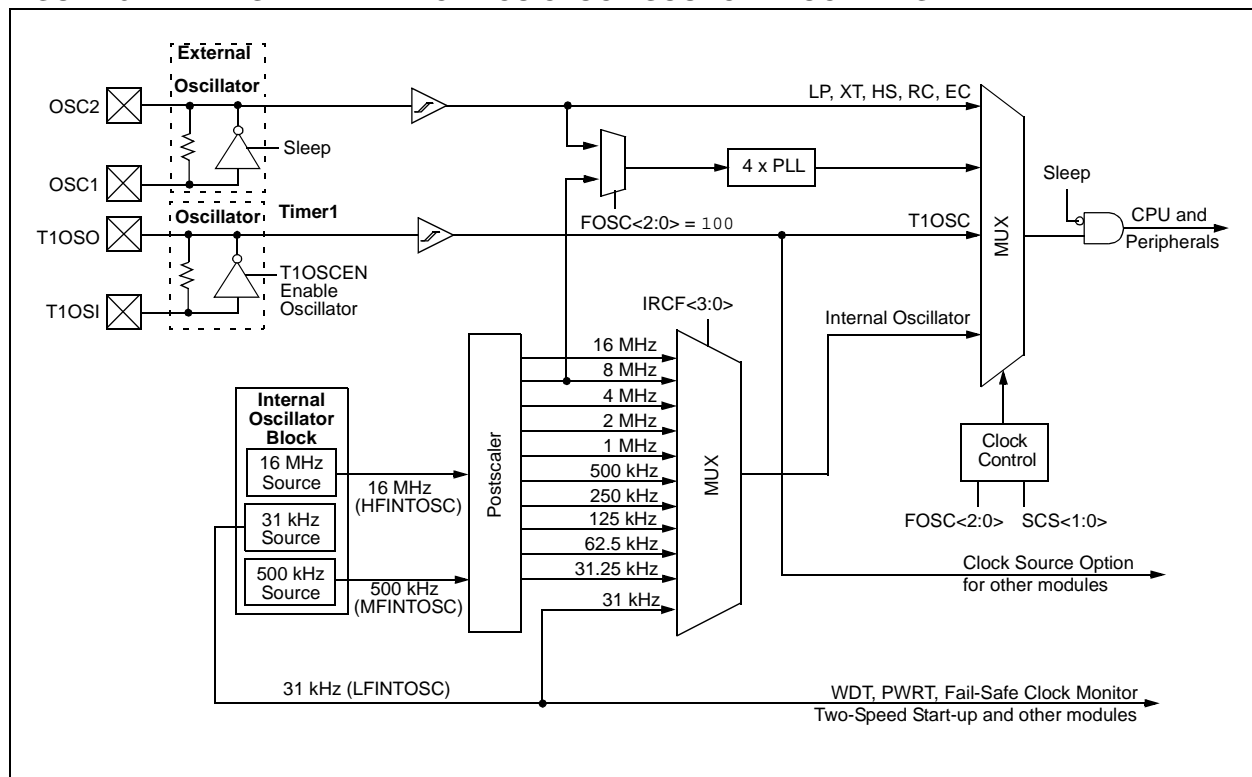 External
Oscillator
OSC2
Sleep
OSC1
LP, XT, HS, RC, EC
4 x PLL
FOSC<2:0> = 100
Sleep
CPU and
Peripherals
MUX
Oscillator
Timer1
T1OSO
T1OSC
T1OSCEN
Enable
Oscillator
T1OSI
IRCF<3:0>
Internal Oscillator
16 MHz
8 MHz
4 MHz
2 MHz
1 MHz
500 kHz
250 kHz
125 kHz
62.5 kHz
31.25 kHz
31 kHz
MUX
Postscaler
Internal
Oscillator
Block
16 MHz
Source
16 MHz
(HFINTOSC)
31 kHz
Source
500 kHz
Source
500 kHz
(MFINTOSC)
Clock
Control
FOSC<2:0>
SCS<1:0>
Clock Source Option
for other modules
31 kHz (LFINTOSC)
WDT, PWRT, Fail-Safe Clock Monitor
Two-Speed Start-up and other modules